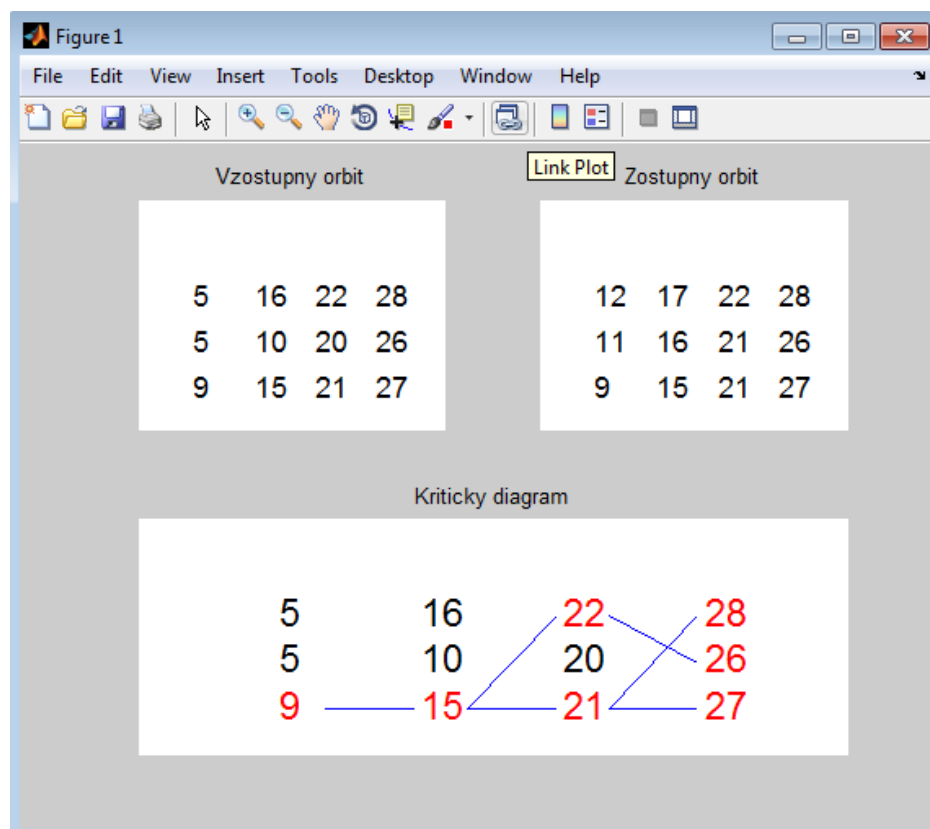 Figure 1
File Edit View Insert Tools Desktop Window Help
Link Plot
Vzostupny orbit
5 16 22 28
5 10 20 26
9 15 21 27
Zostupny orbit
12 17 22 28
11 16 21 26
9 15 21 27
Kriticky diagram
5 16 22 28
5 10 20 26
9 15 21 27